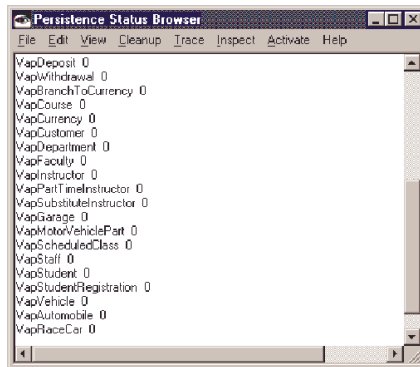 Persistence Status Browser
File Edit View Cleanup Trace Inspect Activate Help
VapDeposit 0
VapWithdrawal 0
VapBranchToCurrency 0
VapCourse 0
VapCurrency 0
VapCustomer 0
VapDepartment 0
VapFaculty 0
VapInstructor 0
VapPartTimeInstructor 0
VapSubstituteInstructor 0
VapGarage 0
VapMotorVehiclePart 0
VapScheduledClass 0
VapStaff 0
VapStudent 0
VapStudentRegistration 0
VapVehicle 0
VapAutomobile 0
VapRaceCar 0